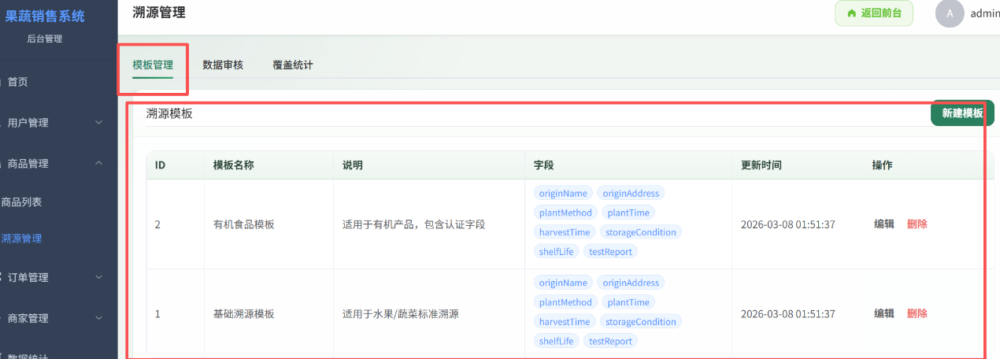 果蔬销售系统
后台管理
首页
用户管理
商品管理
商品列表
溯源管理
订单管理
商家管理
数据统计
溯源管理
返回前台
A
admin
模板管理 数据审核 覆盖统计
溯源模板
新建模板
ID 模板名称 说明 字段 更新时间 操作
originName originAddress
plantMethod plantTime
2 有机食品模板 适用于有机产品，包含认证字段 2026-03-08 01:51:37 编辑 删除
harvestTime storageCondition
shelfLife testReport
originName originAddress
plantMethod plantTime
1 基础溯源模板 适用于水果/蔬菜标准溯源 2026-03-08 01:51:37 编辑 删除
harvestTime storageCondition
shelfLife testReport